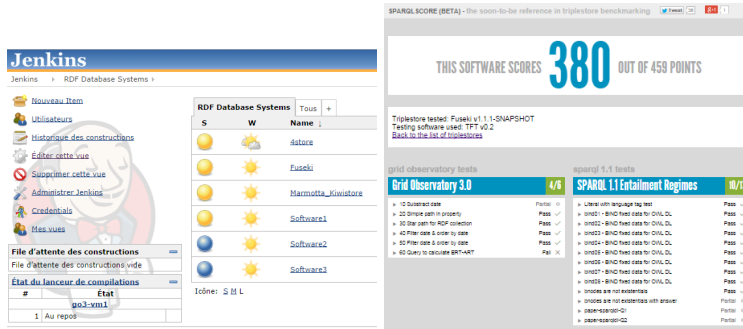 Jenkins
Jenkins › RDF Database Systems ›
Nouveau Item
Utilisateurs
Historique des constructions
Éditer cette vue
Supprimer cette vue
Administrer Jenkins
Credentials
Mes vues
File d'attente des constructions
File d'attente des constructions vide
État du lanceur de compilations
# État
go3-vm1
1 Au repos
RDF Database Systems Tous +
S W Name ↓
4store
Fuseki
Marmotta_Kiwistore
Software1
Software2
Software3
Icône: S M L
SPARQLSCORE (BETA) - the soon-to-be reference in triplestore benckmarking Tweet
THIS SOFTWARE SCORES 380 OUT OF 459 POINTS
Triplestore tested: Fuseki v1.1.1-SNAPSHOT
Testing software used: TFT v0.2
Back to the list of triplestores
grid observatory tests
Grid Observatory 3.0 4/6
10 Substract date Partial
20 Simple path in property Pass
30 Star path for RDF collection Pass
40 Filter date & order by date Pass
50 Filter date & order by date Pass
60 Query to calculate ERT-ART Fail
sparql 1.1 tests
SPARQL 1.1 Entailment Regimes
Literal with language tag test Pass
bind01 - BIND fixed data for OWL DL Pass
bind02 - BIND fixed data for OWL DL Pass
bind03 - BIND fixed data for OWL DL Pass
bind04 - BIND fixed data for OWL DL Pass
bind05 - BIND fixed data for OWL DL Pass
bind06 - BIND fixed data for OWL DL Pass
bind07 - BIND fixed data for OWL DL Pass
bind08 - BIND fixed data for OWL DL Pass
bnodes are not existentials Pass
bnodes are not existentials with answer Partial
paper-sparqldl-Q1 Partial
paper-sparqldl-Q2 Partial